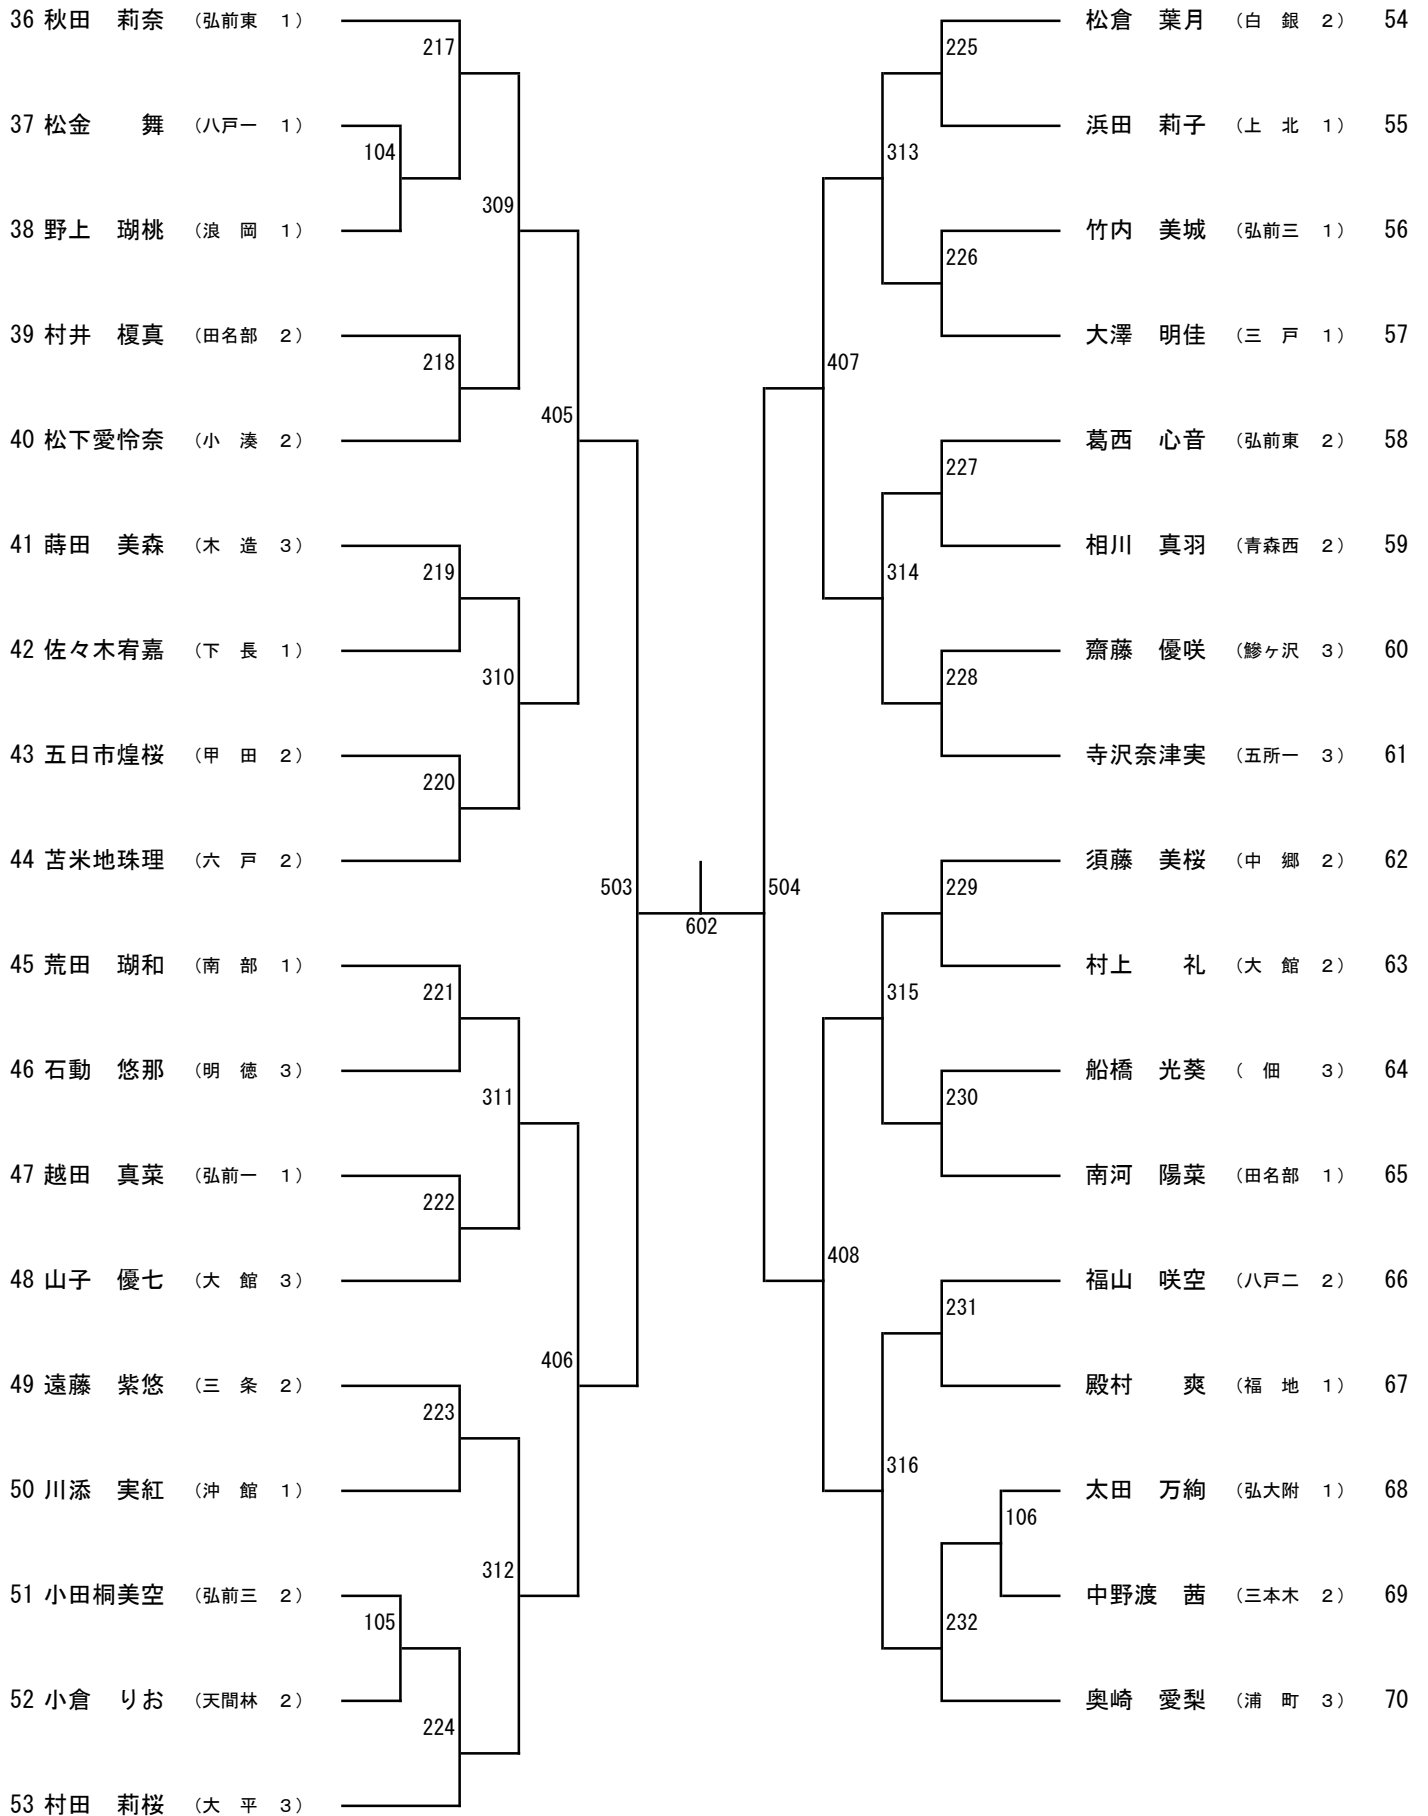 36 秋田 莉奈 （弘前東 1）
217
37 松金 舞 （八戸一 1）
104
38 野上 瑚桃 （浪 岡 1）
309
39 村井 榎真 （田名部 2）
218
40 松下愛怜奈 （小 湊 2）
405
41 蒔田 美森 （木 造 3）
219
42 佐々木宥嘉 （下 長 1）
310
43 五日市煌桜 （甲 田 2）
220
44 苫米地珠理 （六 戸 2）
503
45 荒田 瑚和 （南 部 1）
221
46 石動 悠那 （明 徳 3）
311
47 越田 真菜 （弘前一 1）
222
48 山子 優七 （大 館 3）
406
49 遠藤 紫悠 （三 条 2）
223
50 川添 実紅 （沖 館 1）
312
51 小田桐美空 （弘前三 2）
105
52 小倉 りお （天間林 2）
224
53 村田 莉桜 （大 平 3）
602
松倉 葉月 （白 銀 2） 54
225
浜田 莉子 （上 北 1） 55
313
竹内 美城 （弘前三 1） 56
226
大澤 明佳 （三 戸 1） 57
407
葛西 心音 （弘前東 2） 58
227
相川 真羽 （青森西 2） 59
314
齋藤 優咲 （鰺ヶ沢 3） 60
228
寺沢奈津実 （五所一 3） 61
504
須藤 美桜 （中 郷 2） 62
229
村上 礼 （大 館 2） 63
315
船橋 光葵 （ 佃 3） 64
230
南河 陽菜 （田名部 1） 65
408
福山 咲空 （八戸二 2） 66
231
殿村 爽 （福 地 1） 67
316
太田 万絢 （弘大附 1） 68
106
中野渡 茜 （三本木 2） 69
232
奥崎 愛梨 （浦 町 3） 70